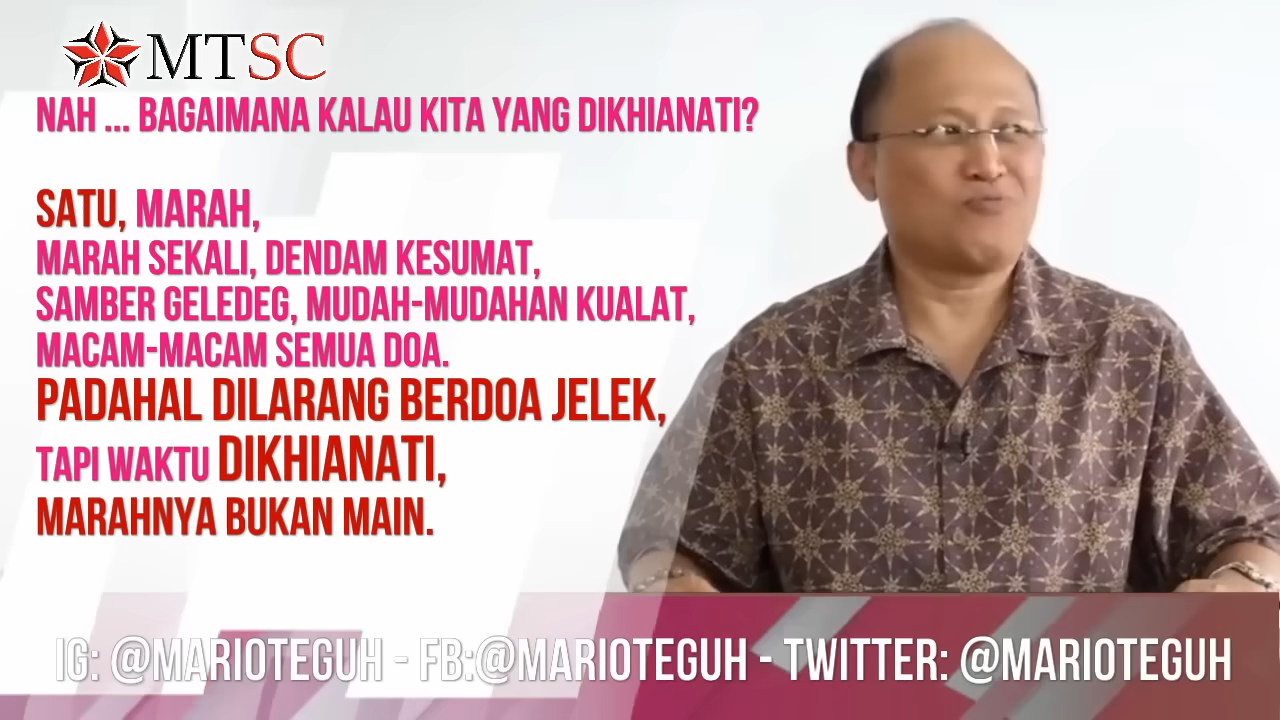 MTSC
NAH ... BAGAIMANA KALAU KITA YANG DIKHIANATI?
SATU, MARAH,
MARAH SEKALI, DENDAM KESUMAT,
SAMBER GELEDEG, MUDAH-MUDAHAN KUALAT,
MACAM-MACAM SEMUA DOA.
PADAHAL DILARANG BERDOA JELEK,
TAPI WAKTU DIKHIANATI,
MARAHNYA BUKAN MAIN.
IG: @MARIOTEGUH - FB:@MARIOTEGUH - TWITTER: @MARIOTEGUH